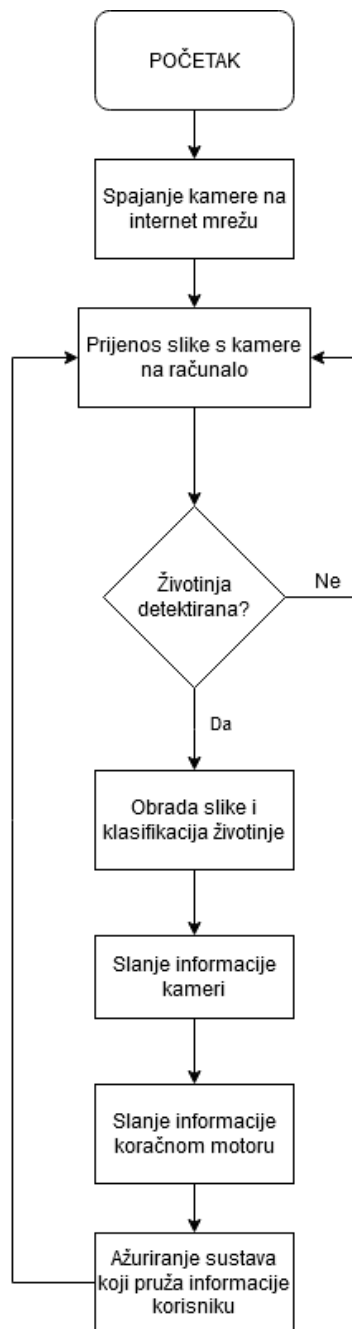 POČETAK
Spajanje kamere na
internet mrežu
Prijenos slike s kamere
na računalo
Životinja
detektirana?
Ne
Da
Obrada slike i
klasifikacija životinje
Slanje informacije
kameri
Slanje informacije
koračnom motoru
Ažuriranje sustava
koji pruža informacije
korisniku